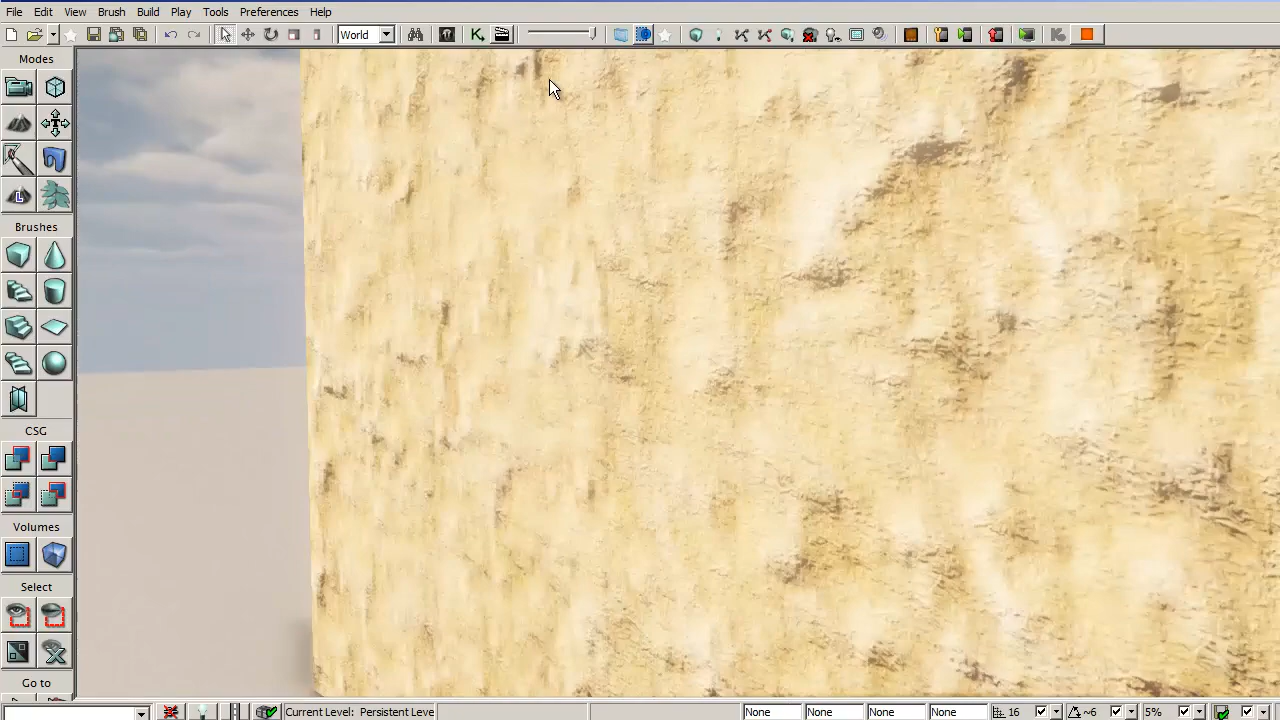 File Edit View Brush Build Play Tools Preferences Help
World
Modes
L
Brushes
CSG
Volumes
Select
Go to
Current Level: Persistent Leve
None None None None 16 ~6 5%